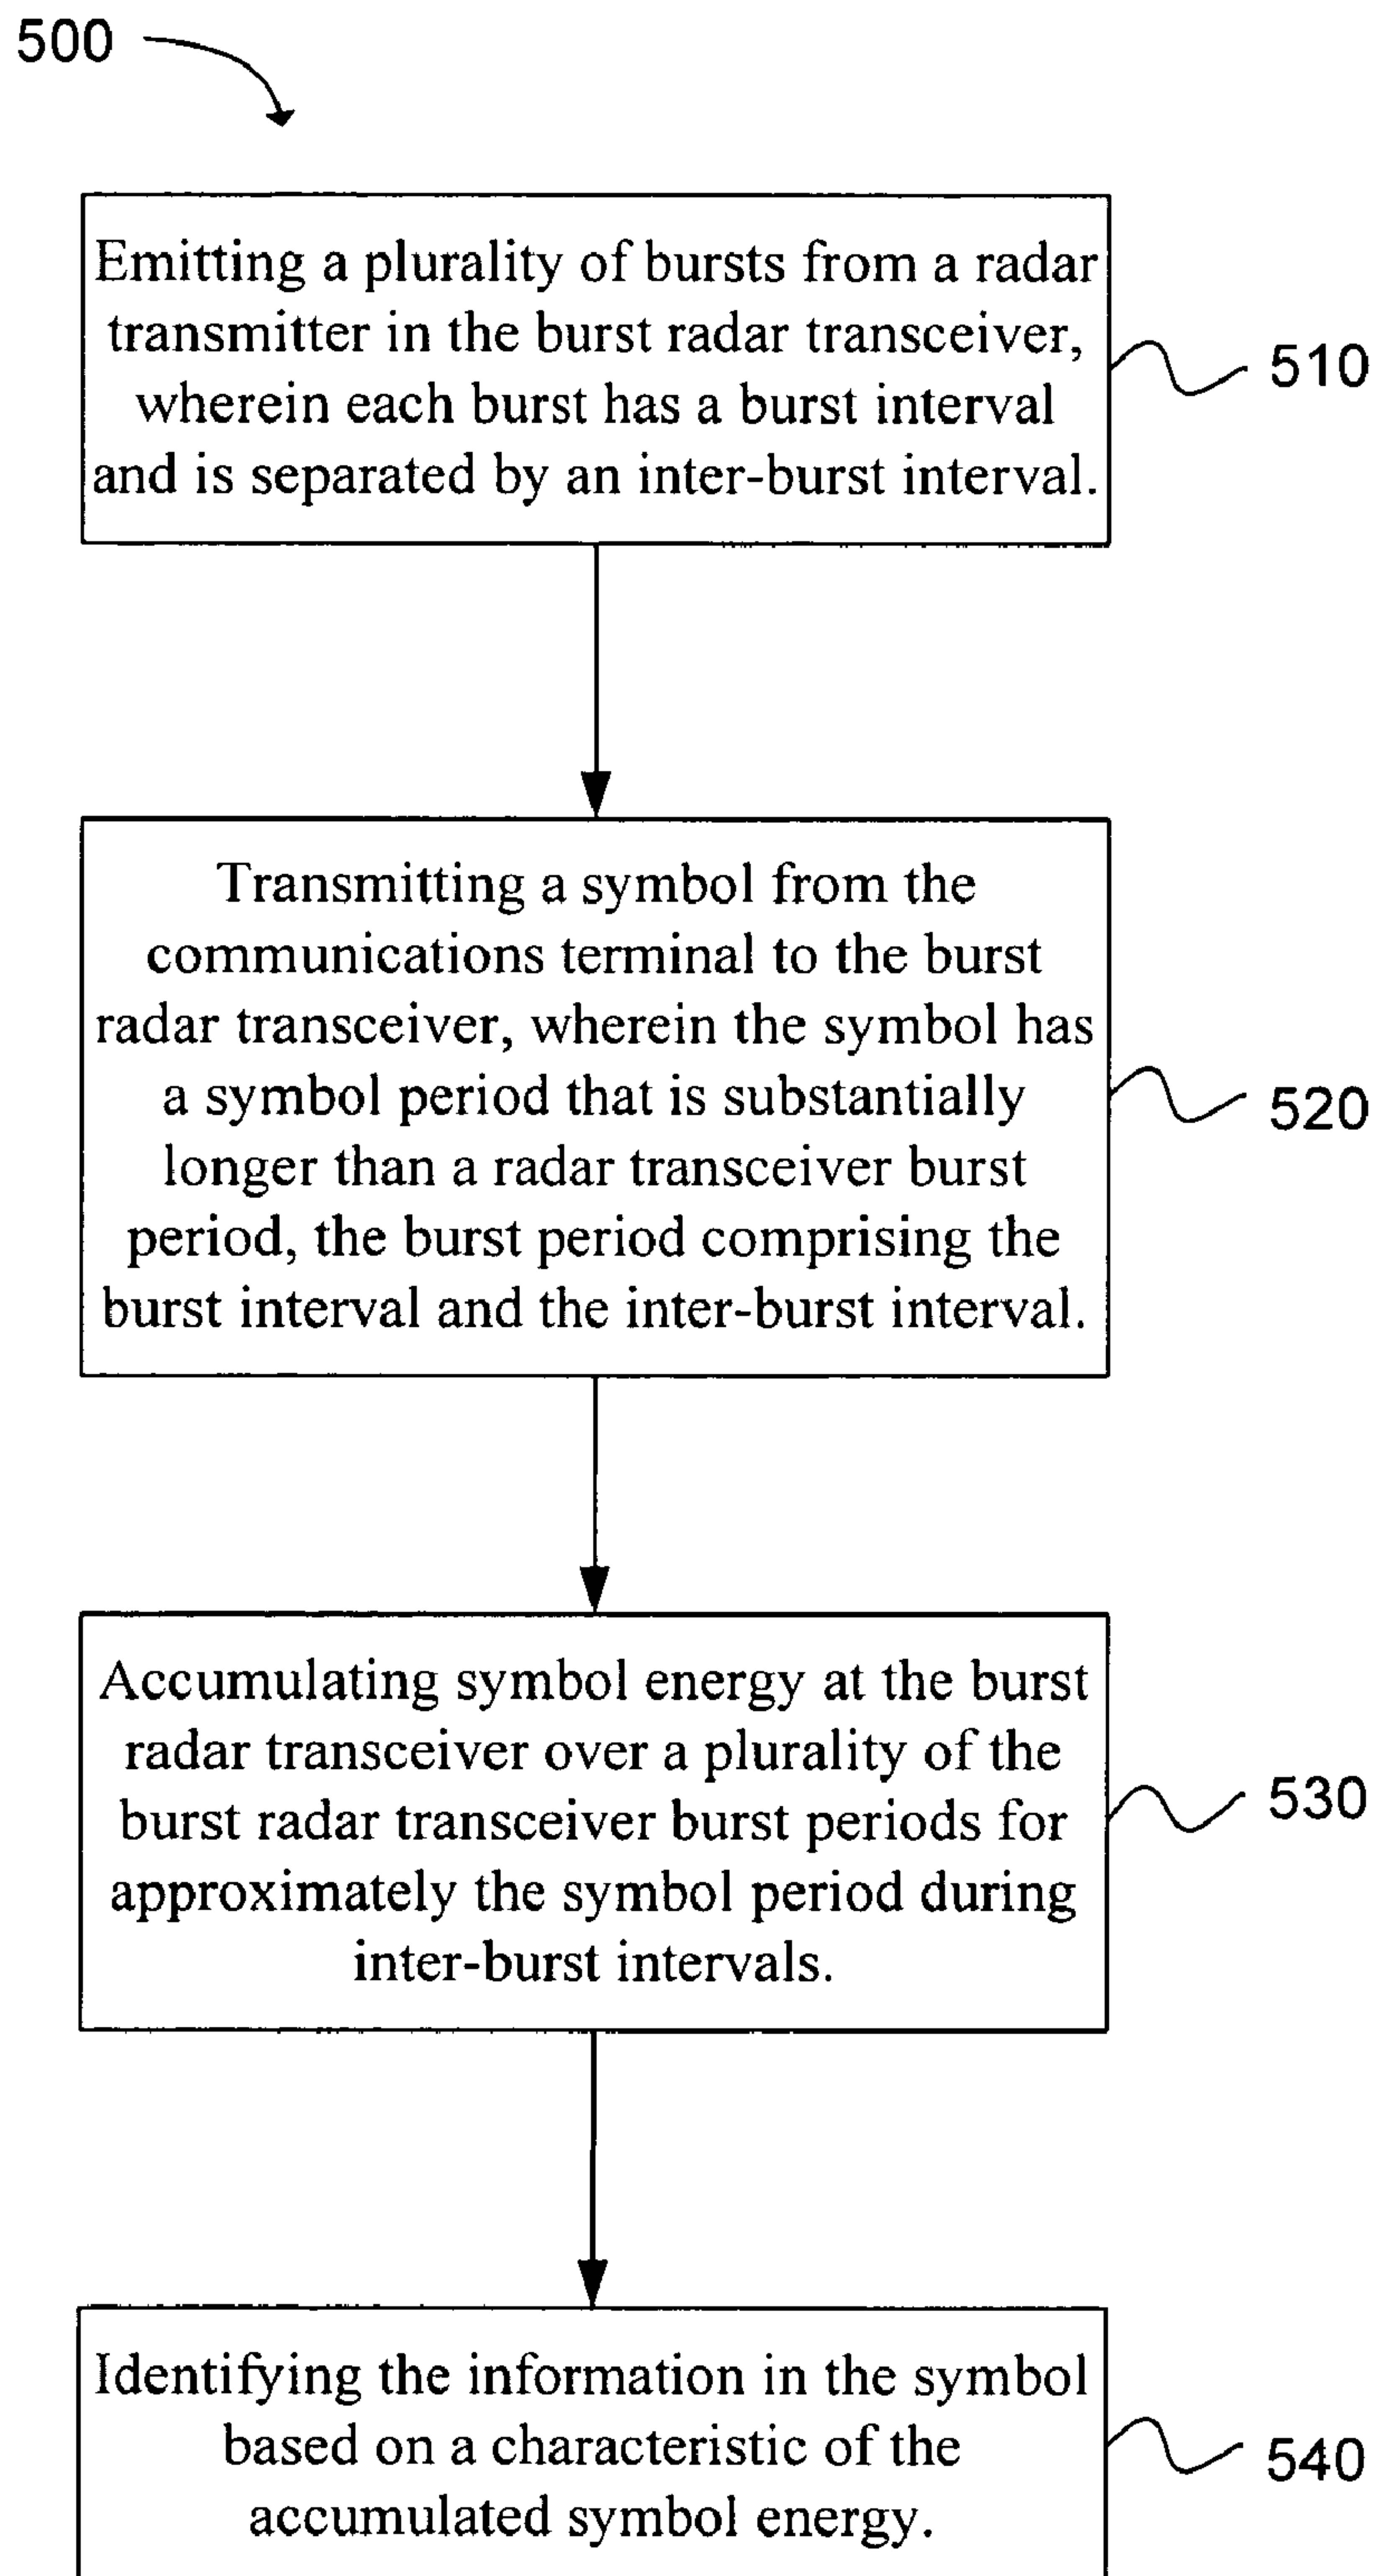 500
Emitting a plurality of bursts from a radar
transmitter in the burst radar transceiver,
wherein each burst has a burst interval
and is separated by an inter-burst interval.
510
Transmitting a symbol from the
communications terminal to the burst
radar transceiver, wherein the symbol has
a symbol period that is substantially
longer than a radar transceiver burst
period, the burst period comprising the
burst interval and the inter-burst interval.
520
Accumulating symbol energy at the burst
radar transceiver over a plurality of the
burst radar transceiver burst periods for
approximately the symbol period during
inter-burst intervals.
530
Identifying the information in the symbol
based on a characteristic of the
accumulated symbol energy.
540